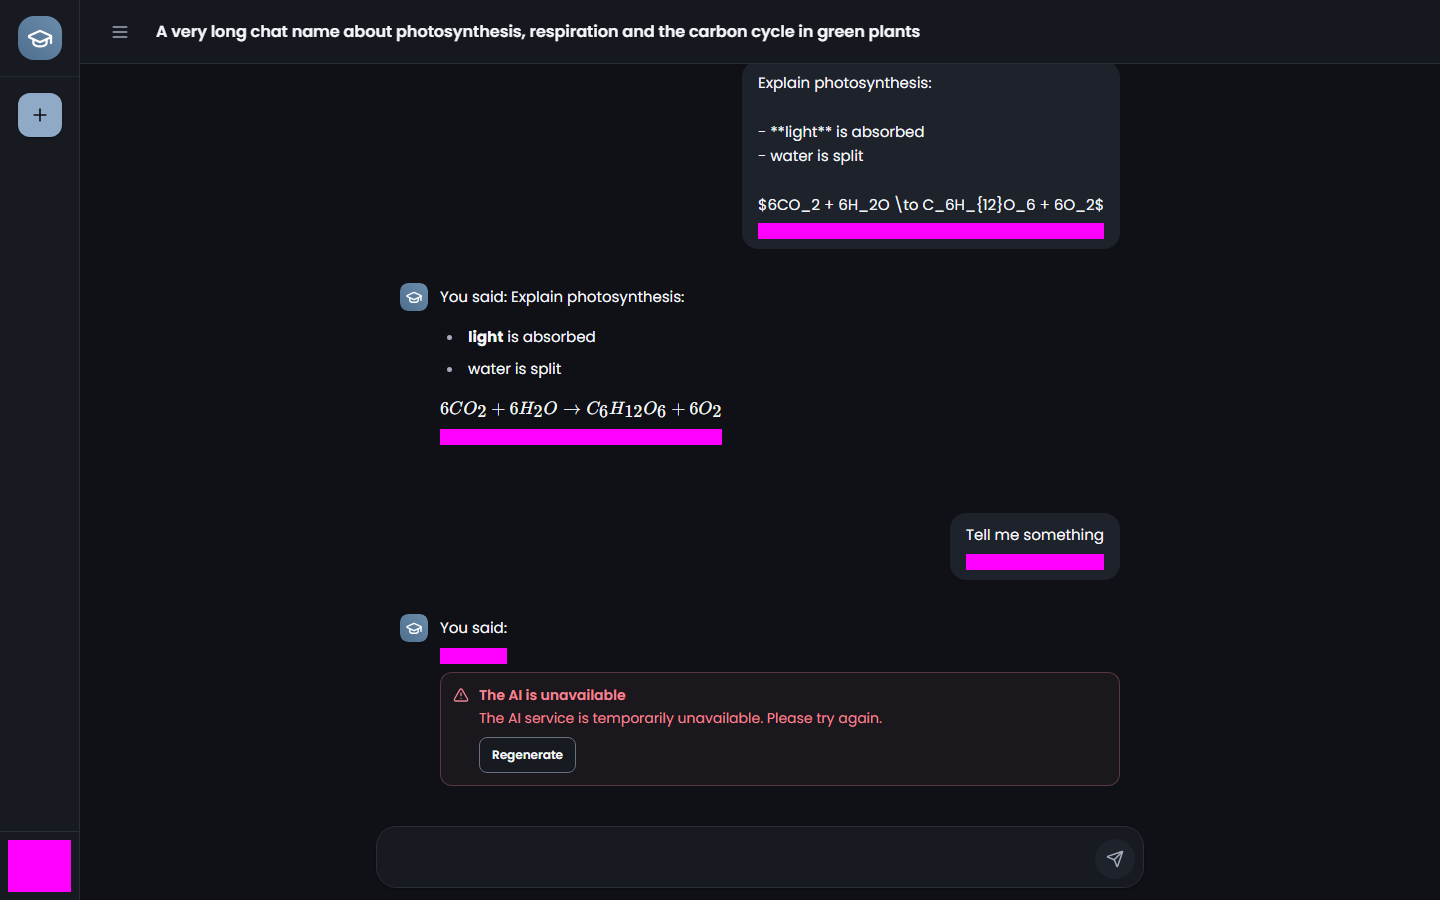 A very long chat name about photosynthesis, respiration and the carbon cycle in green plants
Explain photosynthesis:
- **light** is absorbed
- water is split
$6CO_2 + 6H_2O \to C_6H_{12}O_6 + 6O_2$
You said: Explain photosynthesis:
• light is absorbed
• water is split
6CO₂ + 6H₂O → C₆H₁₂O₆ + 6O₂
Tell me something
You said:
The AI is unavailable
The AI service is temporarily unavailable. Please try again.
Regenerate